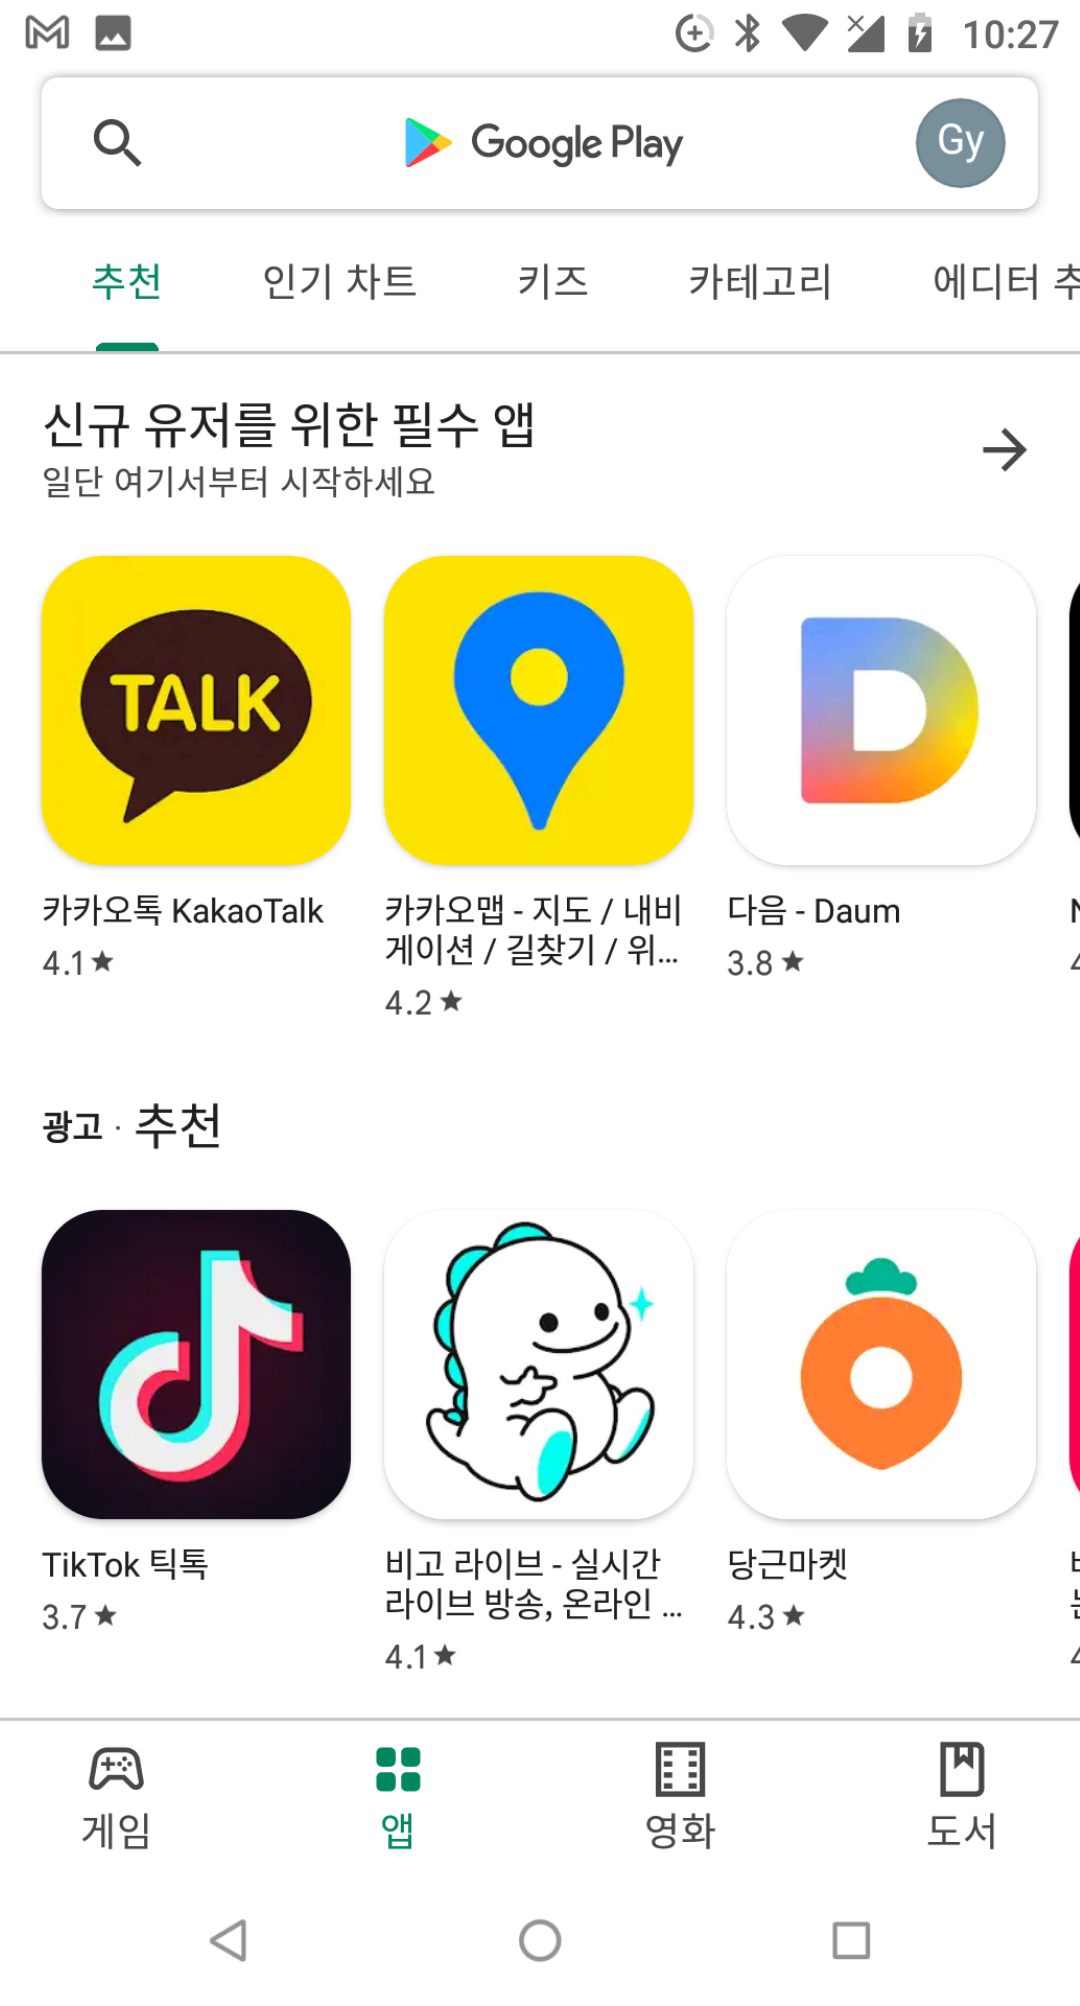 10:27
Google Play
Gy
추천 인기 차트 키즈 카테고리 에디터 추
신규 유저를 위한 필수 앱
일단 여기서부터 시작하세요
TALK
카카오톡 KakaoTalk
4.1★
카카오맵 - 지도 / 내비
게이션 / 길찾기 / 위...
4.2★
다음 - Daum
3.8★
광고 · 추천
TikTok 틱톡
3.7★
비고 라이브 - 실시간
라이브 방송, 온라인 ...
4.1★
당근마켓
4.3★
게임 앱 영화 도서